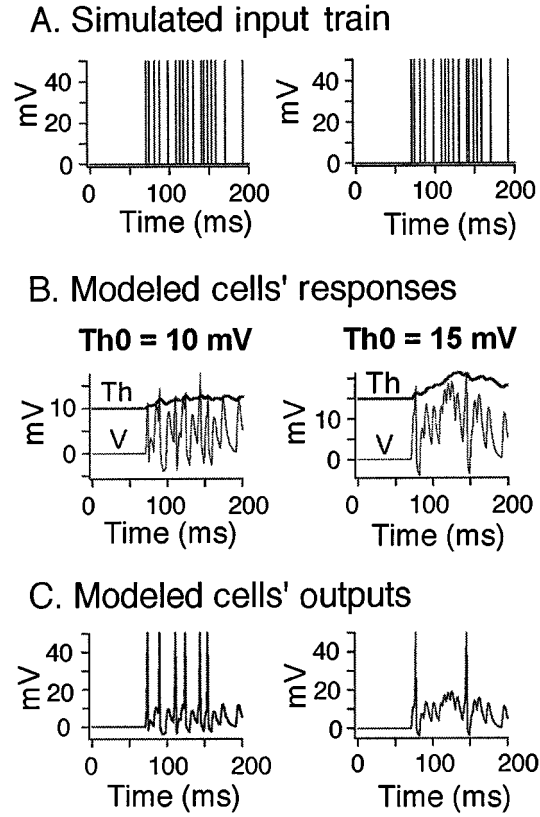 A. Simulated input train
40
20
0
mV
0 100 200
Time (ms)
40
20
0
mV
0 100 200
Time (ms)
B. Modeled cells' responses
Th0 = 10 mV
Th
V
10
0
mV
0 100 200
Time (ms)
Th0 = 15 mV
Th
V
10
0
mV
0 100 200
Time (ms)
C. Modeled cells' outputs
40
20
0
mV
0 100 200
Time (ms)
40
20
0
mV
0 100 200
Time (ms)